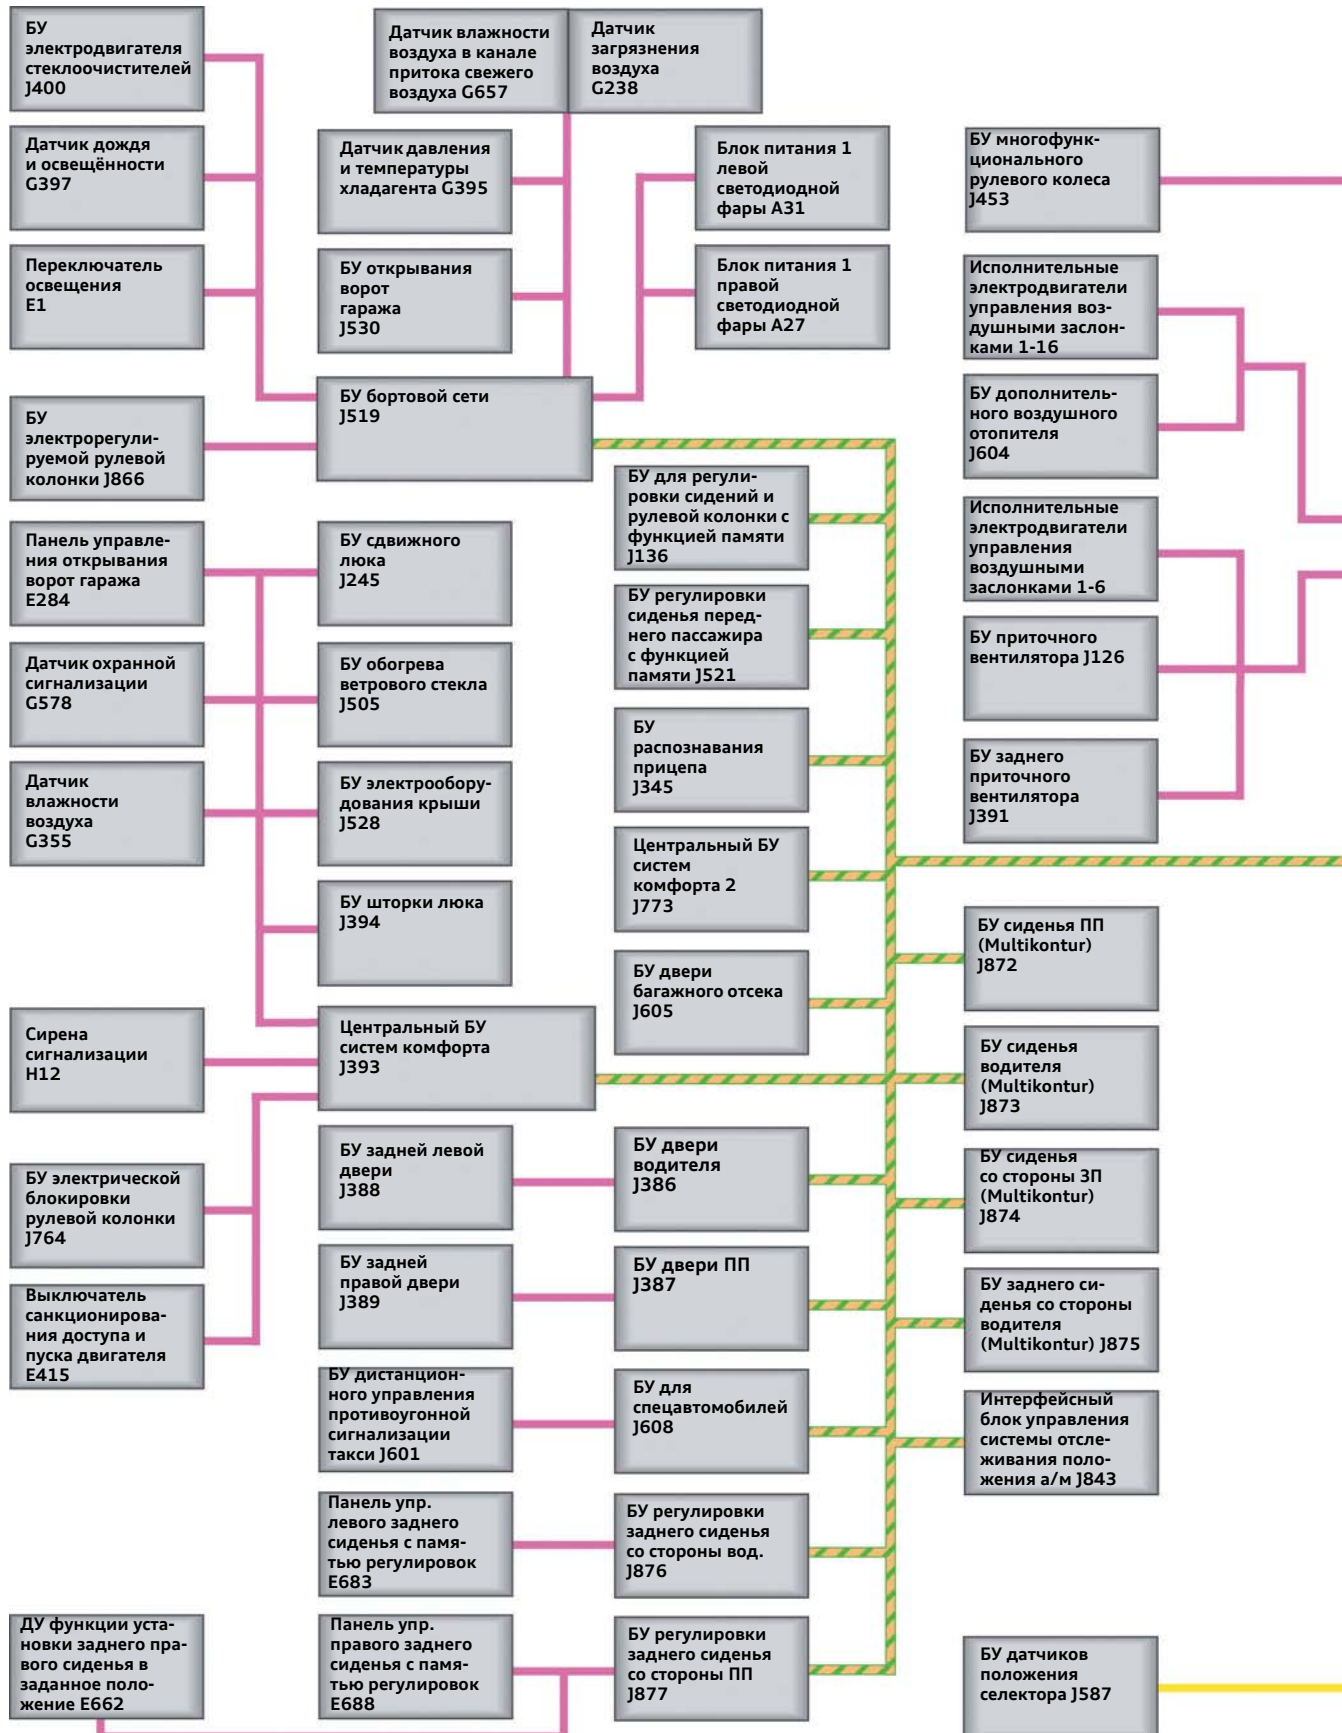 БУ
электродвигателя
стеклоочистителей
J400
Датчик влажности
воздуха в канале
притока свежего
воздуха G657
Датчик
загрязнения
воздуха
G238
Датчик дождя
и освещённости
G397
Датчик давления
и температуры
хладагента G395
Блок питания 1
левой
светодиодной
фары A31
БУ многофунк-
ционального
рулевого колеса
J453
Переключатель
освещения
E1
БУ открывания
ворот
гаража
J530
Блок питания 1
правой
светодиодной
фары A27
Исполнительные
электродвигатели
управления воз-
душными заслон-
ками 1-16
БУ
электрорегули-
руемой рулевой
колонки J866
БУ бортовой сети
J519
БУ дополнитель-
ного воздушного
отопителя
J604
БУ для регули-
ровки сидений и
рулевой колонки с
функцией памяти
J136
Панель управле-
ния открывания
ворот гаража
E284
БУ сдвижного
люка
J245
Исполнительные
электродвигатели
управления
воздушными
заслонками 1-6
БУ регулировки
сиденья перед-
него пассажира
с функцией
памяти J521
Датчик охранной
сигнализации
G578
БУ обогрева
ветрового стекла
J505
БУ приточного
вентилятора J126
БУ
распознавания
прицепа
J345
Датчик
влажности
воздуха
G355
БУ электрообору-
дования крыши
J528
БУ заднего
приточного
вентилятора
J391
Центральный БУ
систем
комфорта 2
J773
БУ шторки люка
J394
БУ сиденья ПП
(Multikontur)
J872
БУ двери
багажного отсека
J605
Сирена
сигнализации
H12
Центральный БУ
систем комфорта
J393
БУ сиденья
водителя
(Multikontur)
J873
БУ задней левой
двери
J388
БУ двери
водителя
J386
БУ сиденья
со стороны ЗП
(Multikontur)
J874
БУ электрической
блокировки
рулевой колонки
J764
БУ задней
правой двери
J389
БУ двери ПП
J387
БУ заднего си-
денья со стороны
водителя
(Multikontur) J875
Выключатель
санкционирова-
ния доступа и
пуска двигателя
E415
БУ дистанцион-
ного управления
противоугонной
сигнализации
такси J601
БУ для
спецавтомобилей
J608
Интерфейсный
блок управления
системы отсле-
живания поло-
жения а/м J843
Панель упр.
левого заднего
сиденья с памя-
тью регулировок
E683
БУ регулировки
заднего сиденья
со стороны вод.
J876
ДУ функции уста-
новки заднего пра-
вого сиденья в
заданное поло-
жение E662
Панель упр.
правого заднего
сиденья с памя-
тью регулировок
E688
БУ регулировки
заднего сиденья
со стороны ПП
J877
БУ датчиков
положения
селектора J587